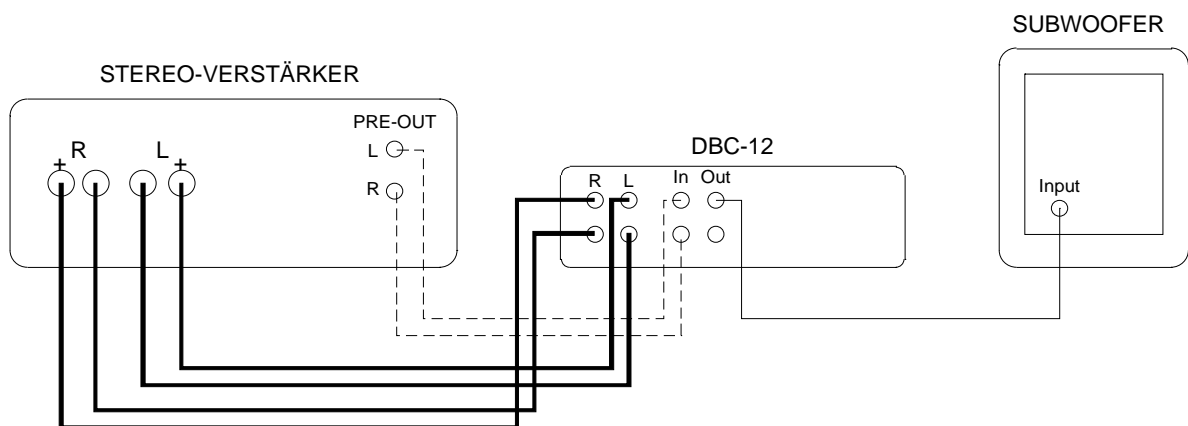 SUBWOOFER
STEREO-VERSTÄRKER
PRE-OUT
+ R L +
L
R
DBC-12
R L In Out
Input